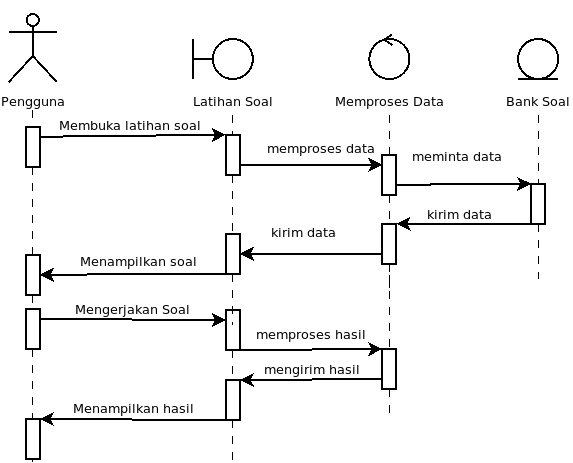 Pengguna
Latihan Soal
Memproses Data
Bank Soal
Membuka latihan soal
memproses data
meminta data
kirim data
kirim data
Menampilkan soal
Mengerjakan Soal
memproses hasil
mengirim hasil
Menampilkan hasil